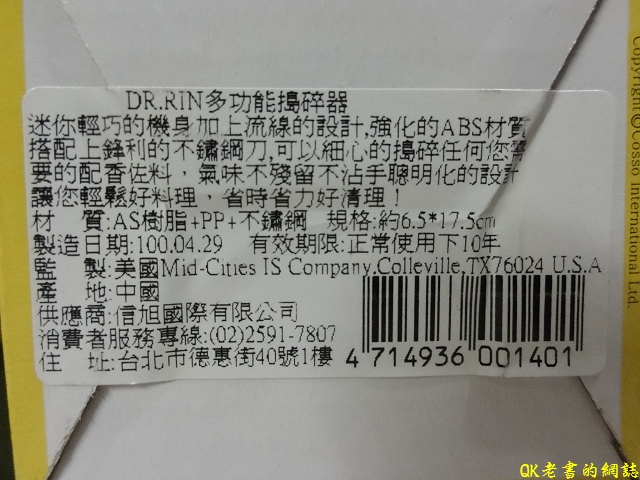 DR.RIN多功能搗碎器
迷你輕巧的機身加上流線的設計,強化的ABS材質
搭配上鋒利的不鏽鋼刀,可以細心的搗碎任何您需
要的配香佐料，氣味不殘留不沾手聰明化的設計
讓您輕鬆好料理，省時省力好清理！
材　質:AS樹脂+PP+不鏽鋼　規格:約6.5*17.5cm
製造日期:100.04.29　有效期限:正常使用下10年
監　製:美國Mid-Cities IS Company,Colleville,TX76024 U.S.A
產　地:中國
供應商:信旭國際有限公司
消費者服務專線:(02)2591-7807
住　址:台北市德惠街40號1樓
4 714936 001401
Copyright©Cosso International Ltd.
QK老書的網誌